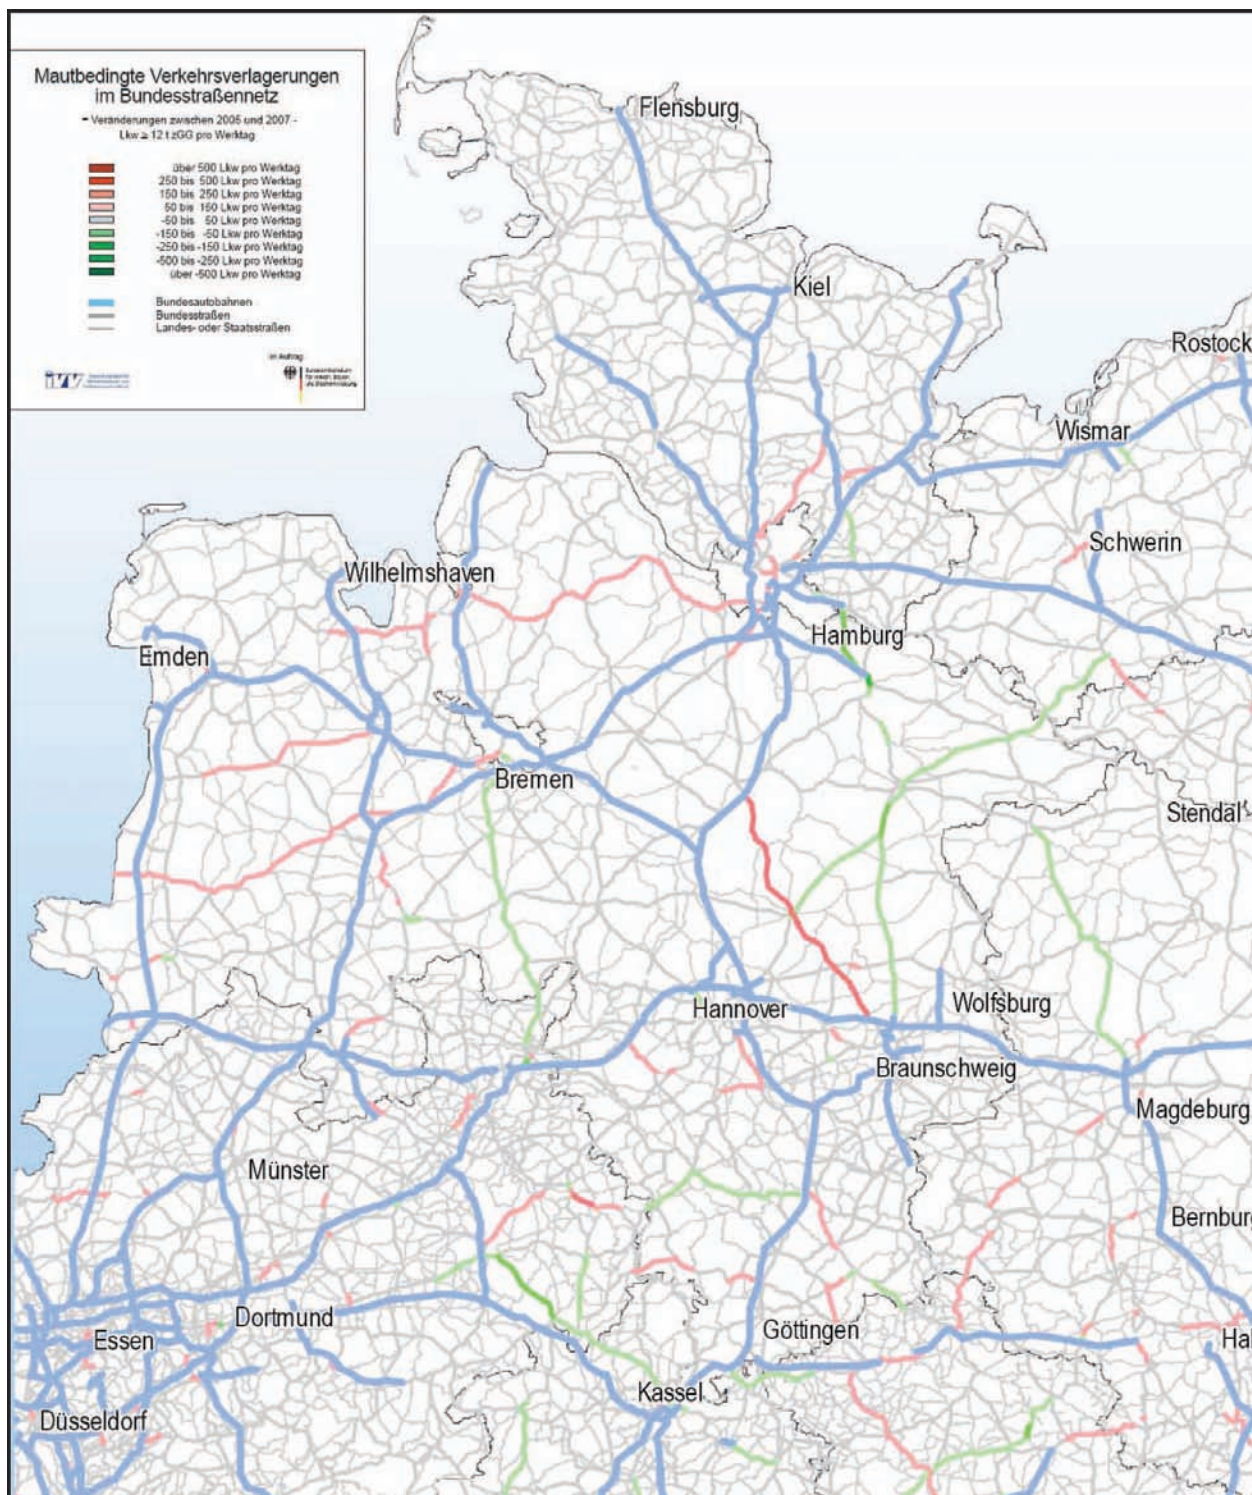 Mautbedingte Verkehrsverlagerungen
im Bundesstraßennetz
- Veränderungen zwischen 2005 und 2007 -
Lkw ≥ 12 t zGG pro Werktag
über 500 Lkw pro Werktag
250 bis 500 Lkw pro Werktag
150 bis 250 Lkw pro Werktag
50 bis 150 Lkw pro Werktag
-50 bis 50 Lkw pro Werktag
-150 bis -50 Lkw pro Werktag
-250 bis -150 Lkw pro Werktag
-500 bis -250 Lkw pro Werktag
über -500 Lkw pro Werktag
Bundesautobahnen
Bundesstraßen
Landes- oder Staatsstraßen
im Auftrag
IVV
Flensburg
Kiel
Rostock
Wismar
Schwerin
Wilhelmshaven
Hamburg
Emden
Bremen
Stendal
Wolfsburg
Hannover
Braunschweig
Magdeburg
Münster
Bernburg
Dortmund
Göttingen
Essen
Hal
Kassel
Düsseldorf